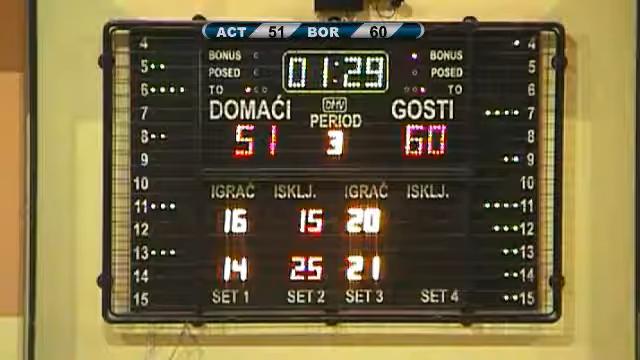 ACT 51 BOR 60
4 4
BONUS 01:29 BONUS
5 5
POSED POSED
6 TO TO 6
7 DOMAĆI DHV GOSTI 7
PERIOD
8 51 3 60 8
9 9
10 10
IGRAČ ISKLJ. IGRAČ ISKLJ.
11 11
12 16 15 20 12
13 13
14 14 25 21 14
15 SET 1 SET 2 SET 3 SET 4 15